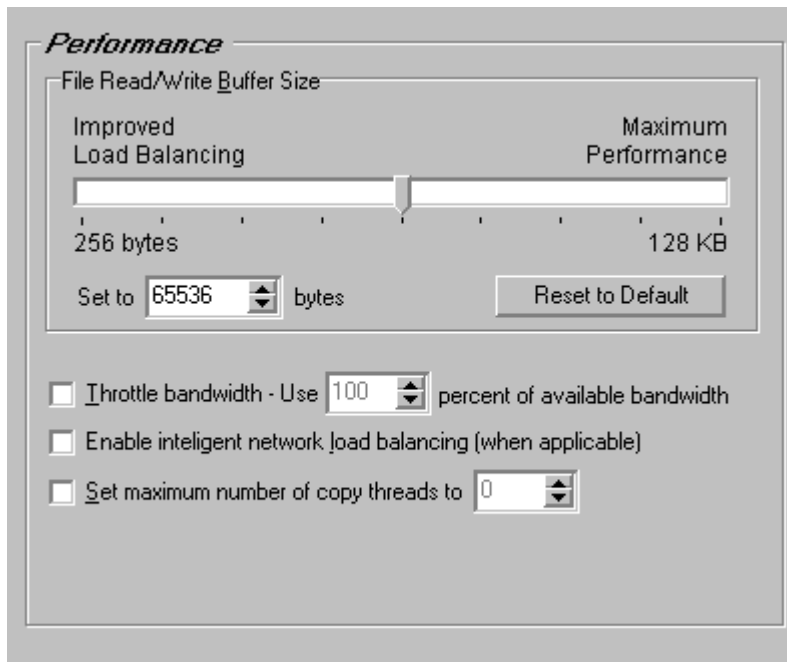 Performance
File Read/Write Buffer Size
Improved Load Balancing
Maximum Performance
256 bytes
128 KB
Set to 65536 bytes
Reset to Default
Throttle bandwidth - Use 100 percent of available bandwidth
Enable inteligent network load balancing (when applicable)
Set maximum number of copy threads to 0